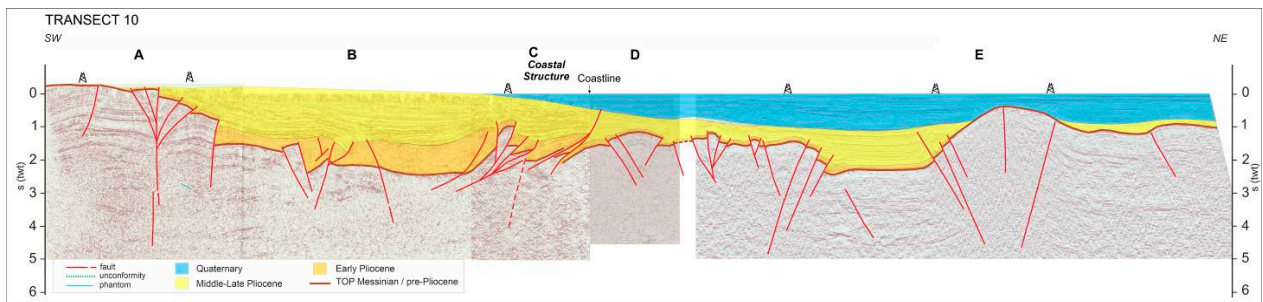 TRANSECT 10
SW
NE
A
B
C
D
E
Coastal
Structure
Coastline
0
1
2
3
4
5
6
s (twt)
0
1
2
3
4
5
6
s (twt)
fault
unconformity
phantom
Quaternary
Middle-Late Pliocene
Early Pliocene
TOP Messinian / pre-Pliocene